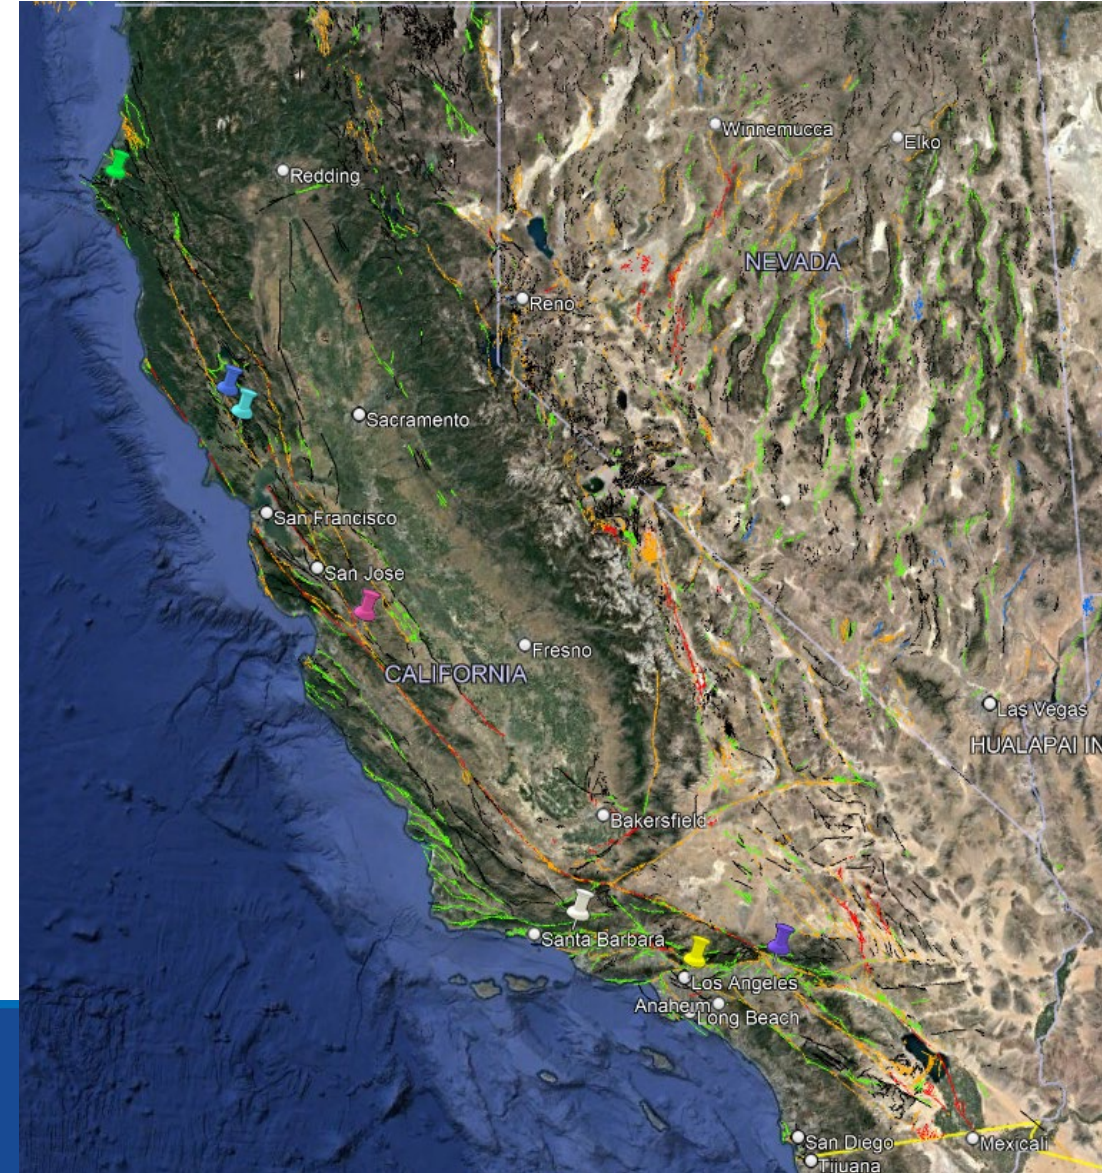 Winnemucca
Elko
Redding
NEVADA
Reno
Sacramento
San Francisco
San Jose
Fresno
CALIFORNIA
Las Vegas
HUALAPAI IN
Bakersfield
Santa Barbara
Los Angeles
Anaheim
Long Beach
San Diego
Mexicali
Tijuana